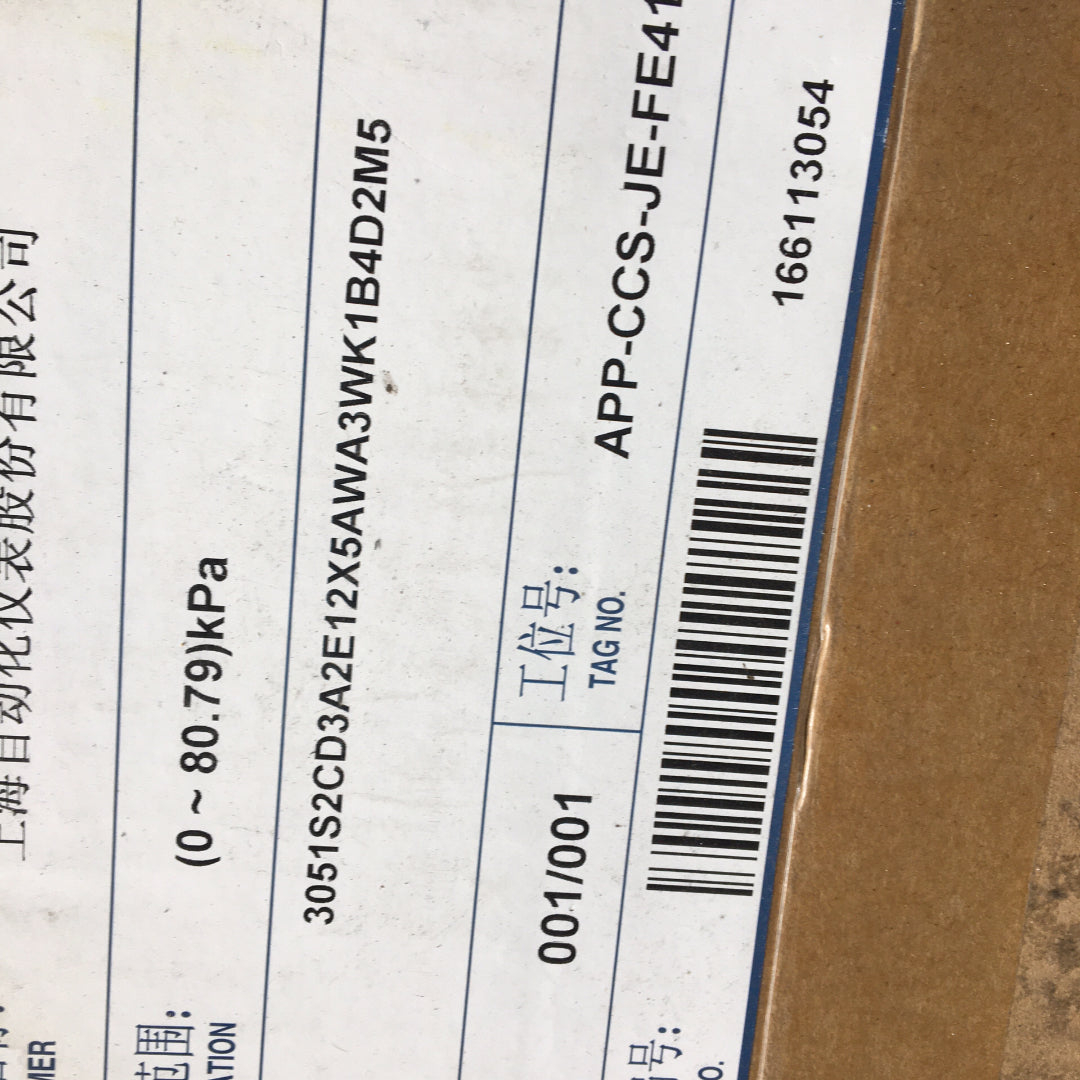 上海自动化仪表股份有限公司
MER
范围:
ATION
(0 ~ 80.79)kPa
3051S2CD3A2E12X5AWA3WK1B4D2M5
001/001
工位号:
TAG NO.
APP-CCS-JE-FE41
号:
O.
166113054